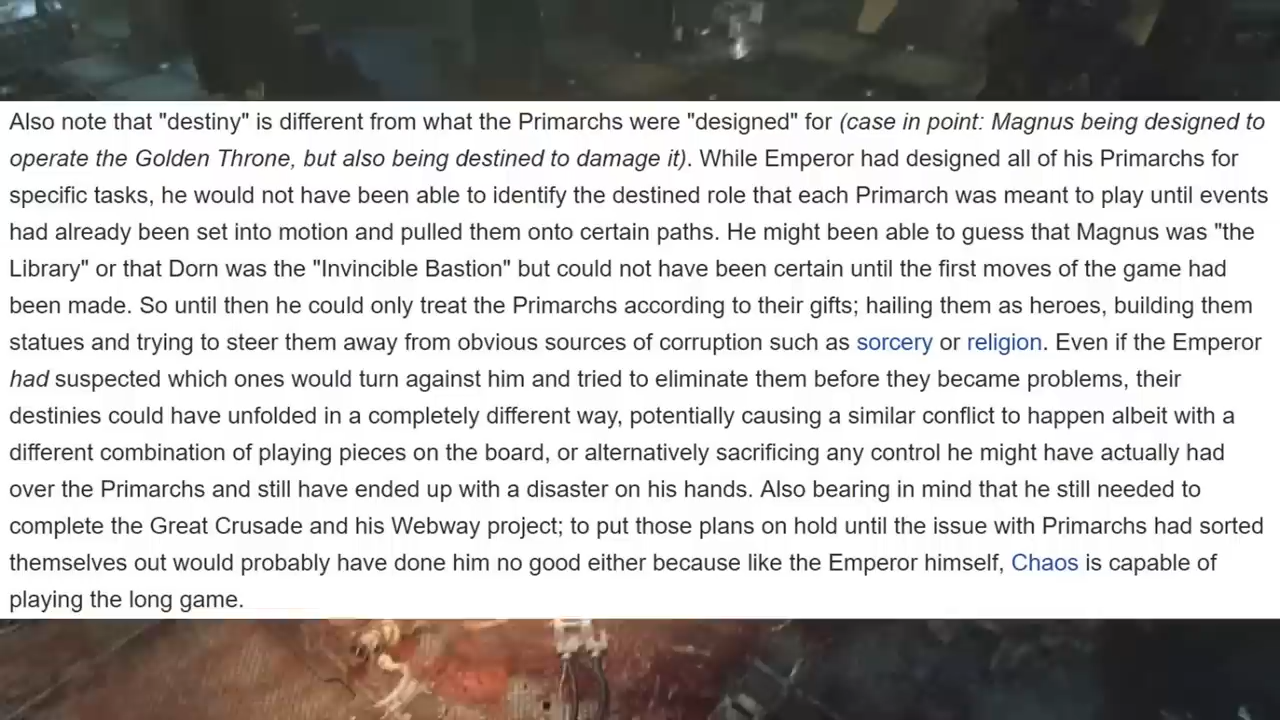 Also note that "destiny" is different from what the Primarchs were "designed" for (case in point: Magnus being designed to
operate the Golden Throne, but also being destined to damage it). While Emperor had designed all of his Primarchs for
specific tasks, he would not have been able to identify the destined role that each Primarch was meant to play until events
had already been set into motion and pulled them onto certain paths. He might been able to guess that Magnus was "the
Library" or that Dorn was the "Invincible Bastion" but could not have been certain until the first moves of the game had
been made. So until then he could only treat the Primarchs according to their gifts; hailing them as heroes, building them
statues and trying to steer them away from obvious sources of corruption such as sorcery or religion. Even if the Emperor
had suspected which ones would turn against him and tried to eliminate them before they became problems, their
destinies could have unfolded in a completely different way, potentially causing a similar conflict to happen albeit with a
different combination of playing pieces on the board, or alternatively sacrificing any control he might have actually had
over the Primarchs and still have ended up with a disaster on his hands. Also bearing in mind that he still needed to
complete the Great Crusade and his Webway project; to put those plans on hold until the issue with Primarchs had sorted
themselves out would probably have done him no good either because like the Emperor himself, Chaos is capable of
playing the long game.